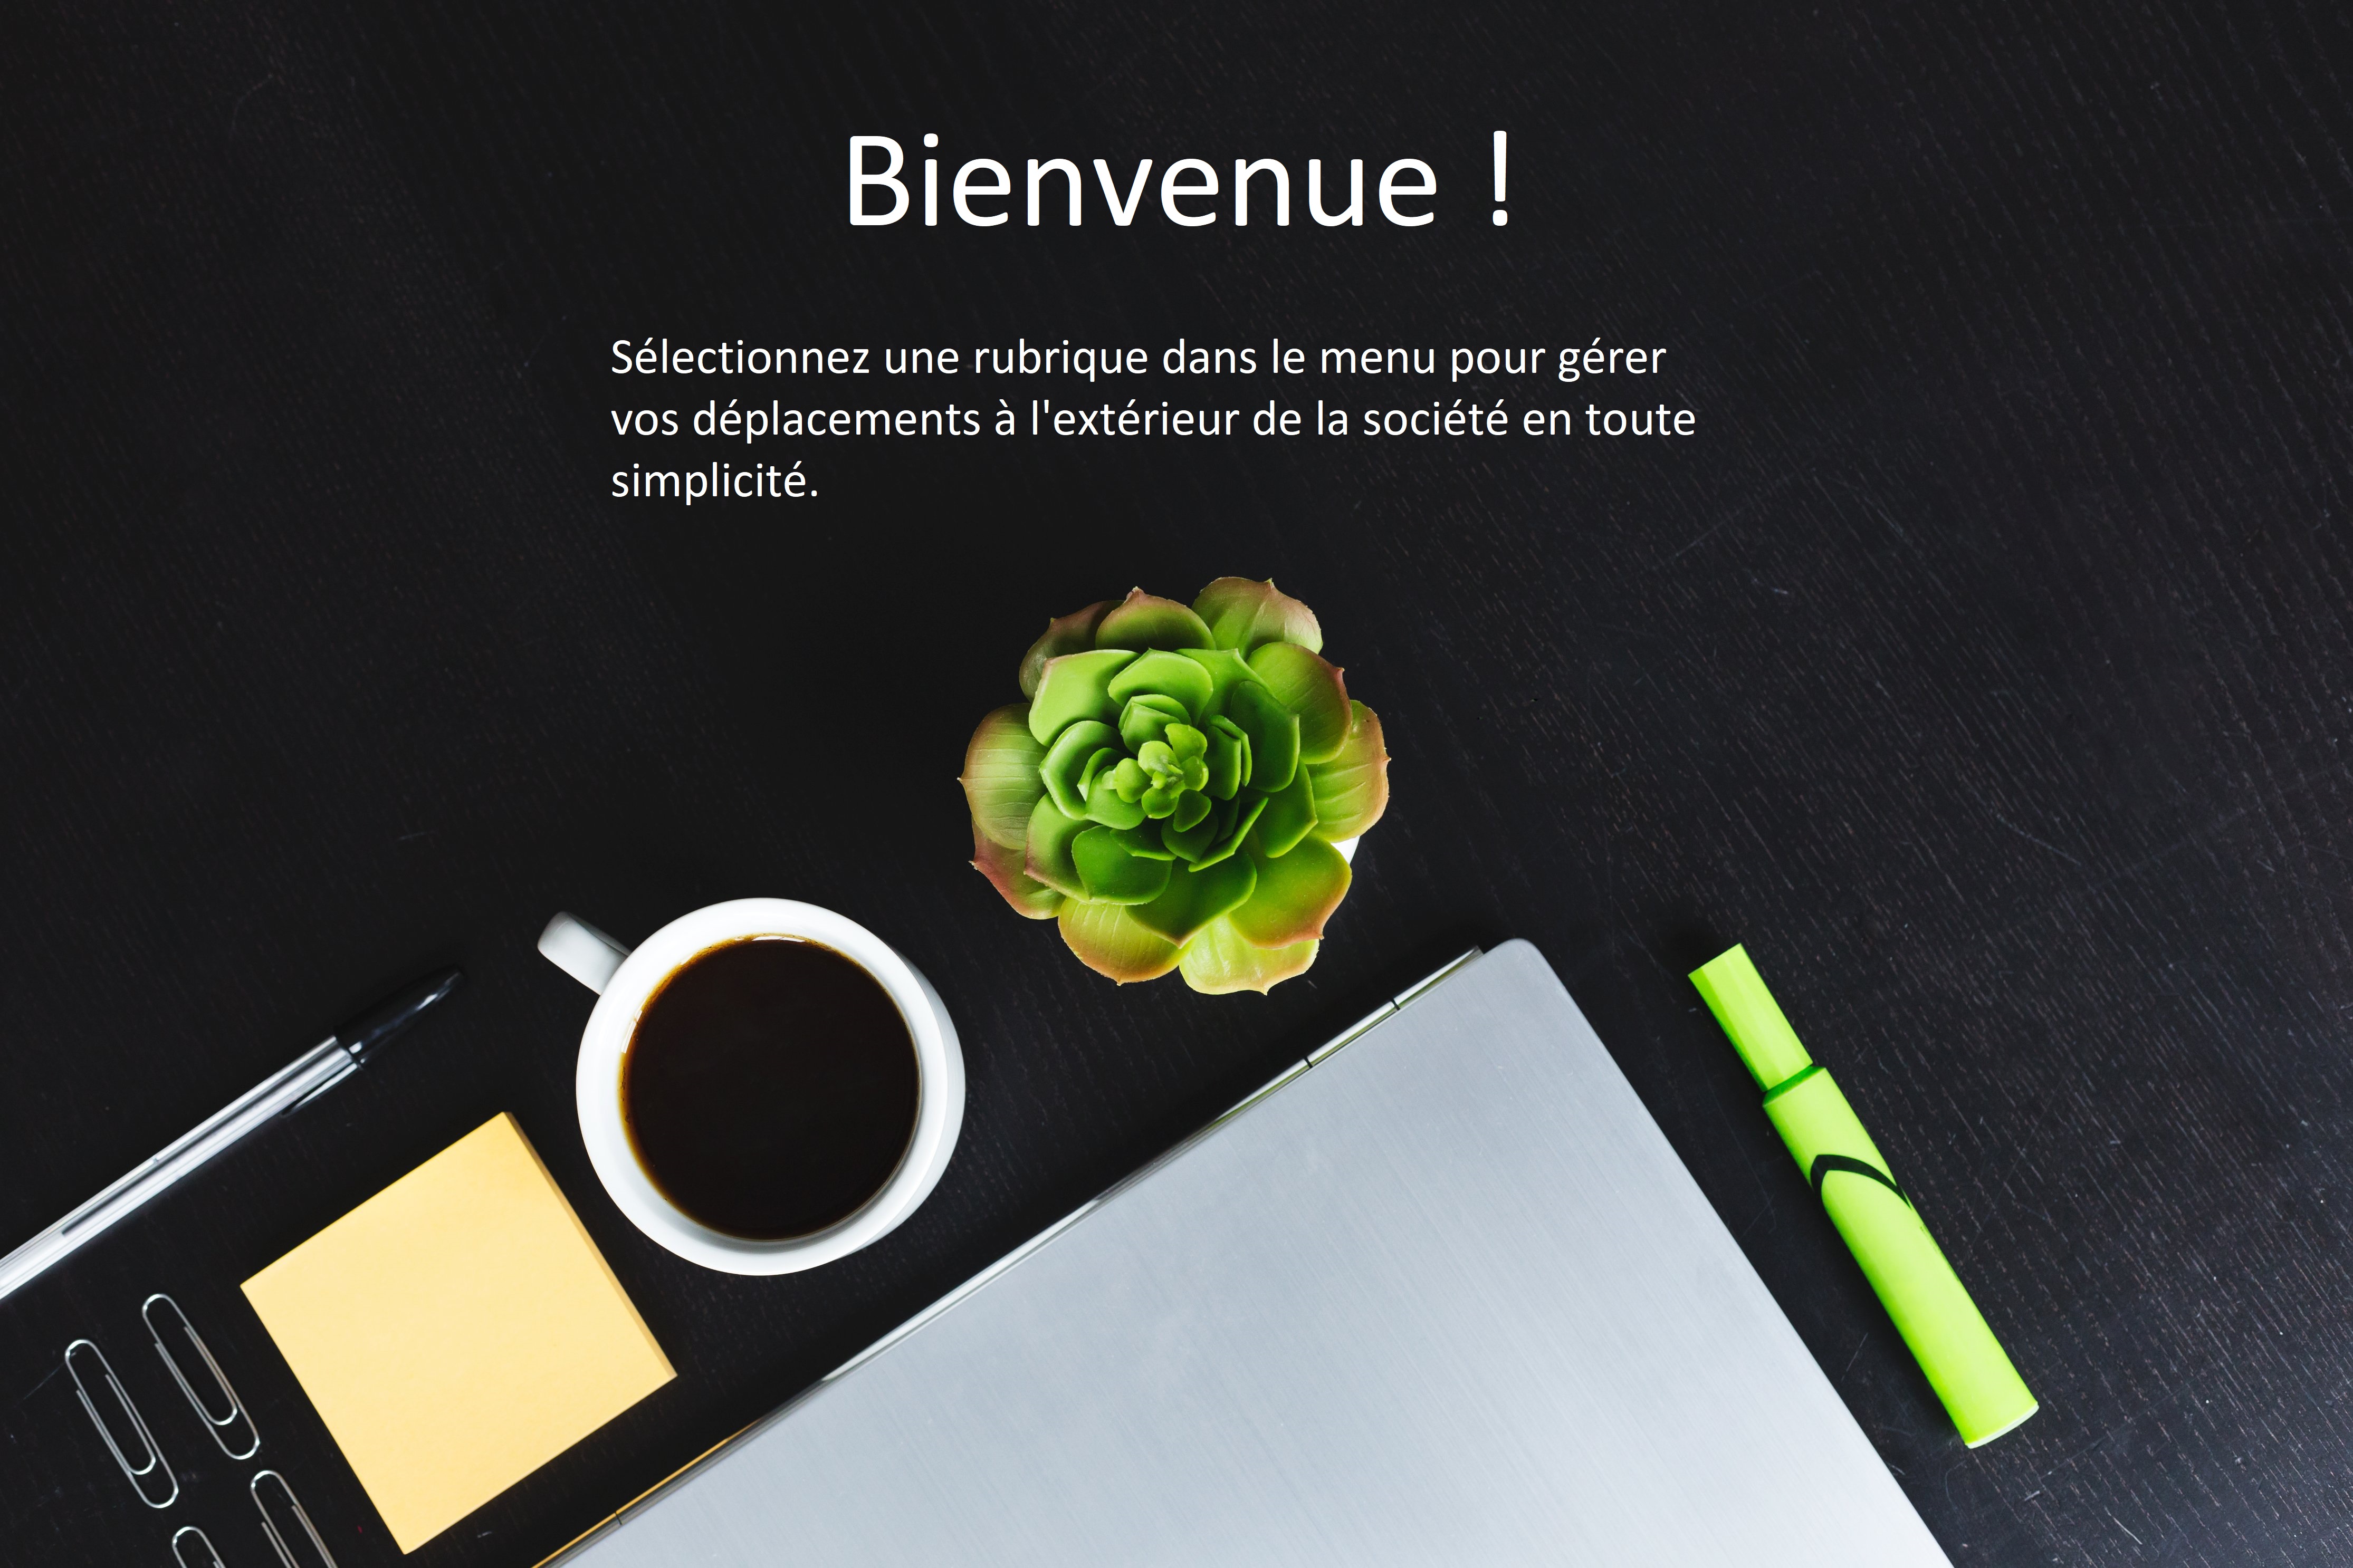 Bienvenue !
Sélectionnez une rubrique dans le menu pour gérer
vos déplacements à l'extérieur de la société en toute
simplicité.